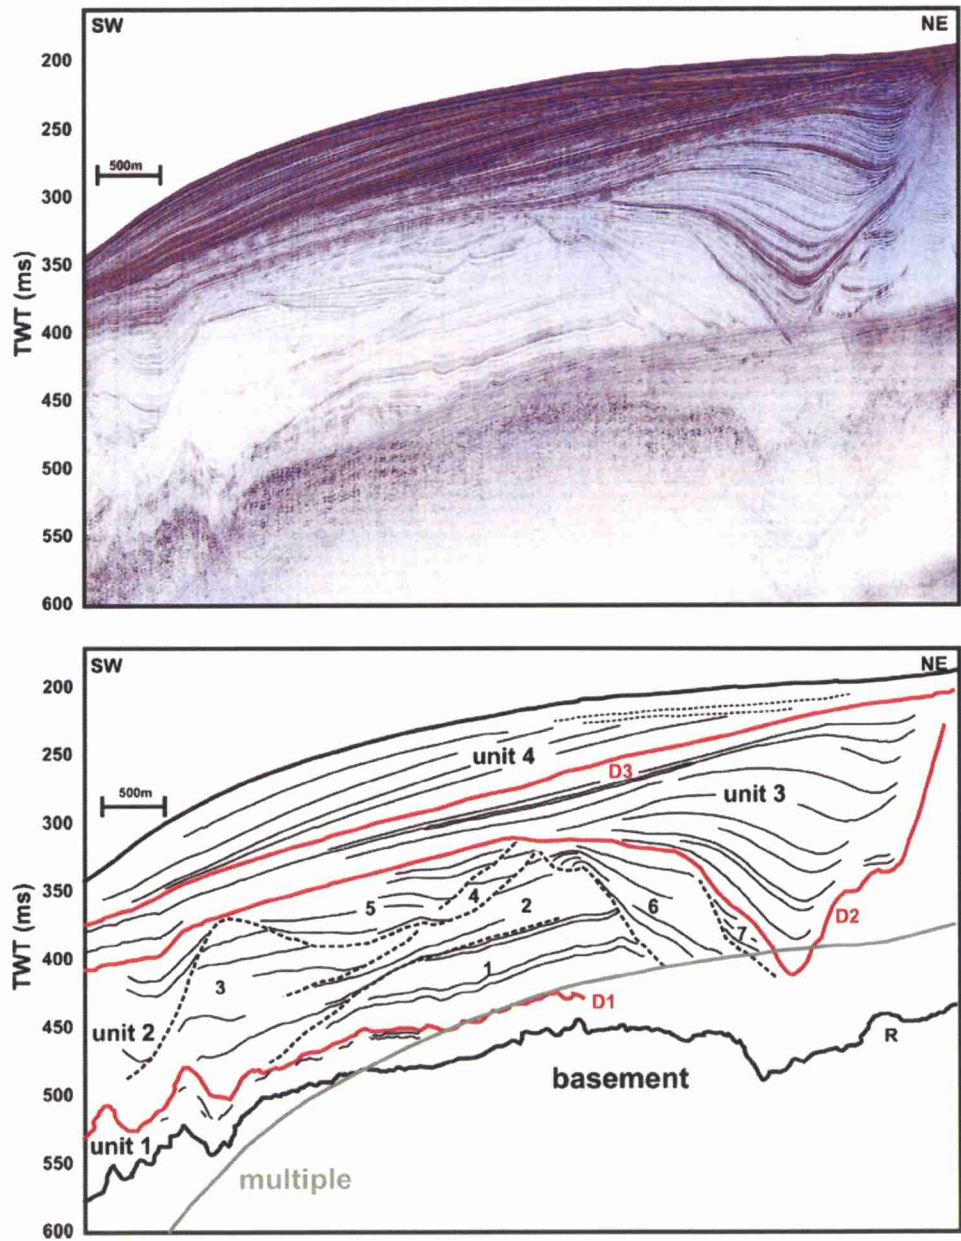 SW NE
200
250
500m
300
350
TWT (ms)
400
450
500
550
600
SW NE
200
250
unit 4
D3
500m
unit 3
300
350
TWT (ms)
5 4 2 6
D2
7
400
3 1
D1
unit 2
450
R
basement
500
unit 1
550
multiple
600